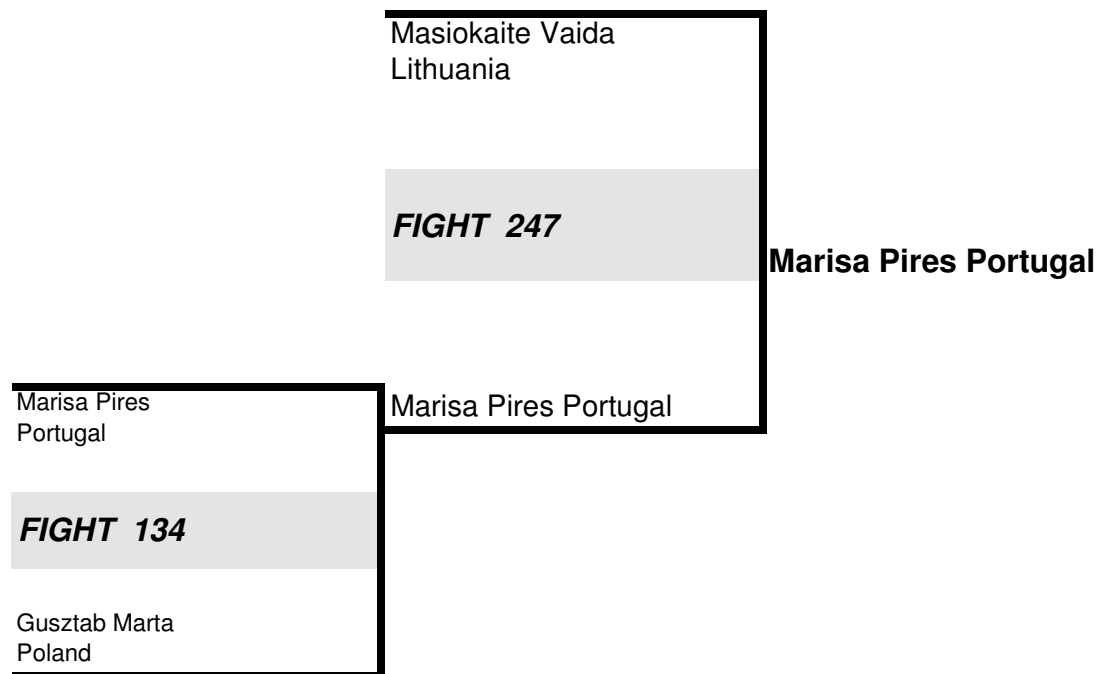 Masiokaite Vaida
Lithuania
FIGHT 247
Marisa Pires Portugal
Marisa Pires Portugal
Marisa Pires
Portugal
FIGHT 134
Gusztab Marta
Poland